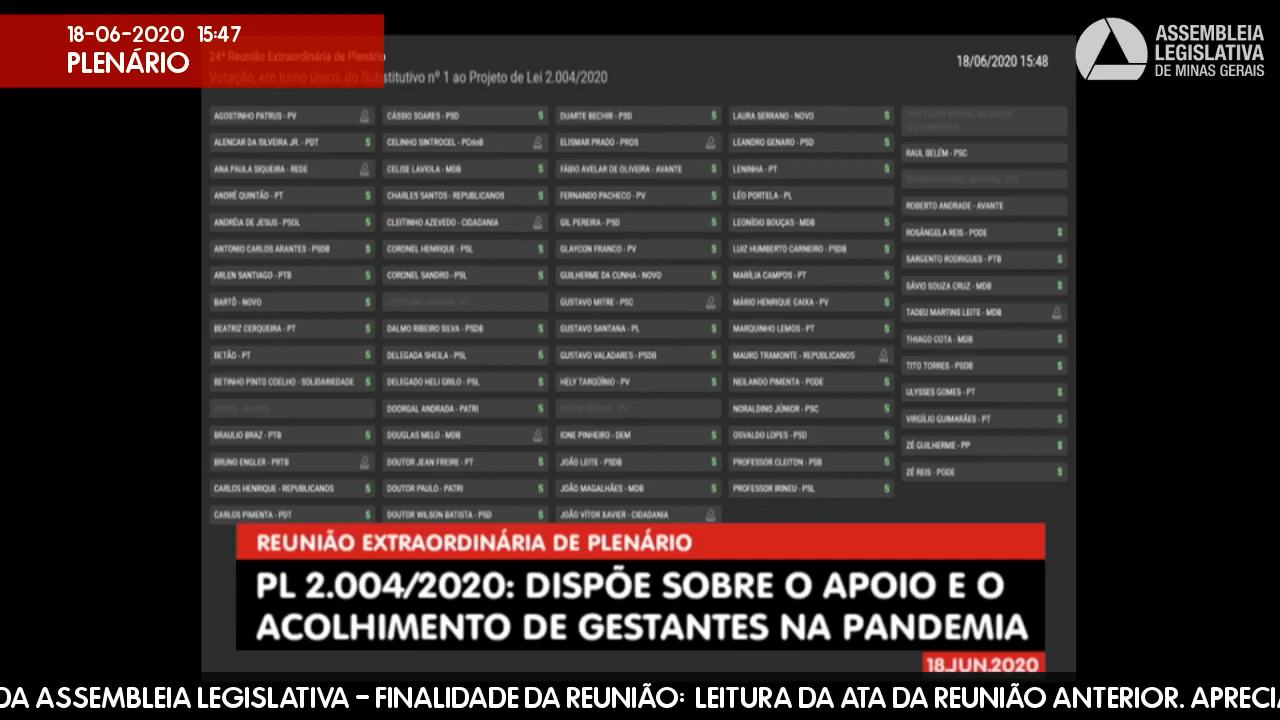 18-06-2020 15:47
PLENÁRIO
24ª Reunião Extraordinária de Plenário
18/06/2020 15:48
Votação, em turno único, do Substitutivo nº 1 ao Projeto de Lei 2.004/2020
ASSEMBLEIA
LEGISLATIVA
DE MINAS GERAIS
AGOSTINHO PATRUS - PV
ALENCAR DA SILVEIRA JR. - PDT S
ANA PAULA SIQUEIRA - REDE
ANDRÉ QUINTÃO - PT S
ANDRÉIA DE JESUS - PSOL S
ANTONIO CARLOS ARANTES - PSDB S
ARLEN SANTIAGO - PTB S
BARTÔ - NOVO S
BEATRIZ CERQUEIRA - PT S
BETÃO - PT S
BETINHO PINTO COELHO - SOLIDARIEDADE S
BRAULIO BRAZ - PTB S
BRUNO ENGLER - PRTB
CARLOS HENRIQUE - REPUBLICANOS S
CARLOS PIMENTA - PDT S
CÁSSIO SOARES - PSD S
CELINHO SINTROCEL - PCdoB
CELISE LAVIOLA - MDB S
CHARLES SANTOS - REPUBLICANOS S
CLEITINHO AZEVEDO - CIDADANIA
CORONEL HENRIQUE - PSL S
CORONEL SANDRO - PSL S
DALMO RIBEIRO SILVA - PSDB S
DELEGADA SHEILA - PSL S
DELEGADO HELI GRILO - PSL S
DOORGAL ANDRADA - PATRI S
DOUGLAS MELO - MDB
DOUTOR JEAN FREIRE - PT S
DOUTOR PAULO - PATRI S
DOUTOR WILSON BATISTA - PSD S
DUARTE BECHIR - PSD S
ELISMAR PRADO - PROS
FÁBIO AVELAR DE OLIVEIRA - AVANTE S
FERNANDO PACHECO - PV S
GIL PEREIRA - PSD S
GLAYCON FRANCO - PV S
GUILHERME DA CUNHA - NOVO S
GUSTAVO MITRE - PSC
GUSTAVO SANTANA - PL S
GUSTAVO VALADARES - PSDB S
HELY TARQÜÍNIO - PV S
IONE PINHEIRO - DEM S
JOÃO LEITE - PSDB S
JOÃO MAGALHÃES - MDB S
JOÃO VÍTOR XAVIER - CIDADANIA
LAURA SERRANO - NOVO S
LEANDRO GENARO - PSD S
LENINHA - PT S
LÉO PORTELA - PL
LEONÍDIO BOUÇAS - MDB S
LUIZ HUMBERTO CARNEIRO - PSDB S
MARÍLIA CAMPOS - PT S
MÁRIO HENRIQUE CAIXA - PV S
MARQUINHO LEMOS - PT S
MAURO TRAMONTE - REPUBLICANOS
NEILANDO PIMENTA - PODE S
NORALDINO JÚNIOR - PSC S
OSVALDO LOPES - PSD S
PROFESSOR CLEITON - PSB S
PROFESSOR IRINEU - PSL S
RAUL BELÉM - PSC
ROBERTO ANDRADE - AVANTE
ROSÂNGELA REIS - PODE S
SARGENTO RODRIGUES - PTB S
SÁVIO SOUZA CRUZ - MDB S
TADEU MARTINS LEITE - MDB
THIAGO COTA - MDB S
TITO TORRES - PSDB S
ULYSSES GOMES - PT S
VIRGÍLIO GUIMARÃES - PT S
ZÉ GUILHERME - PP S
ZÉ REIS - PODE S
REUNIÃO EXTRAORDINÁRIA DE PLENÁRIO
PL 2.004/2020: DISPÕE SOBRE O APOIO E O
ACOLHIMENTO DE GESTANTES NA PANDEMIA
18.JUN.2020
DA ASSEMBLEIA LEGISLATIVA - FINALIDADE DA REUNIÃO: LEITURA DA ATA DA REUNIÃO ANTERIOR. APRECIA